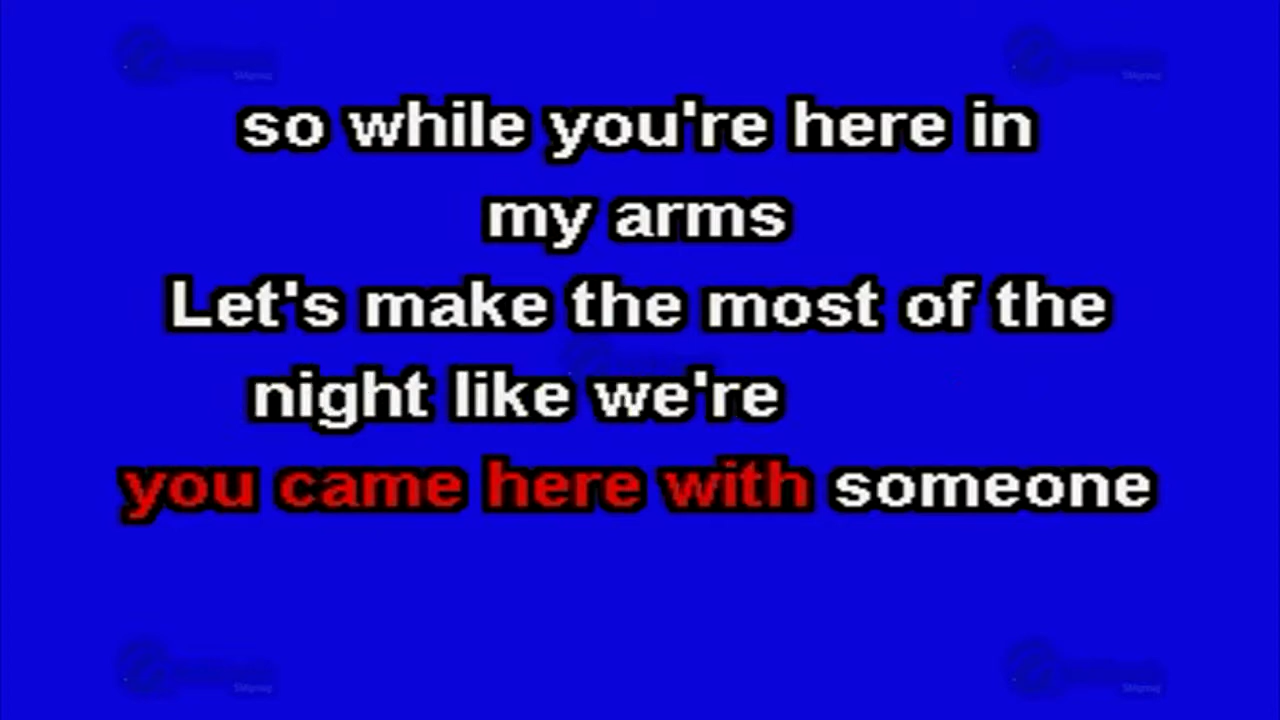 so while you're here in
my arms
Let's make the most of the
night like we're
you came here with someone